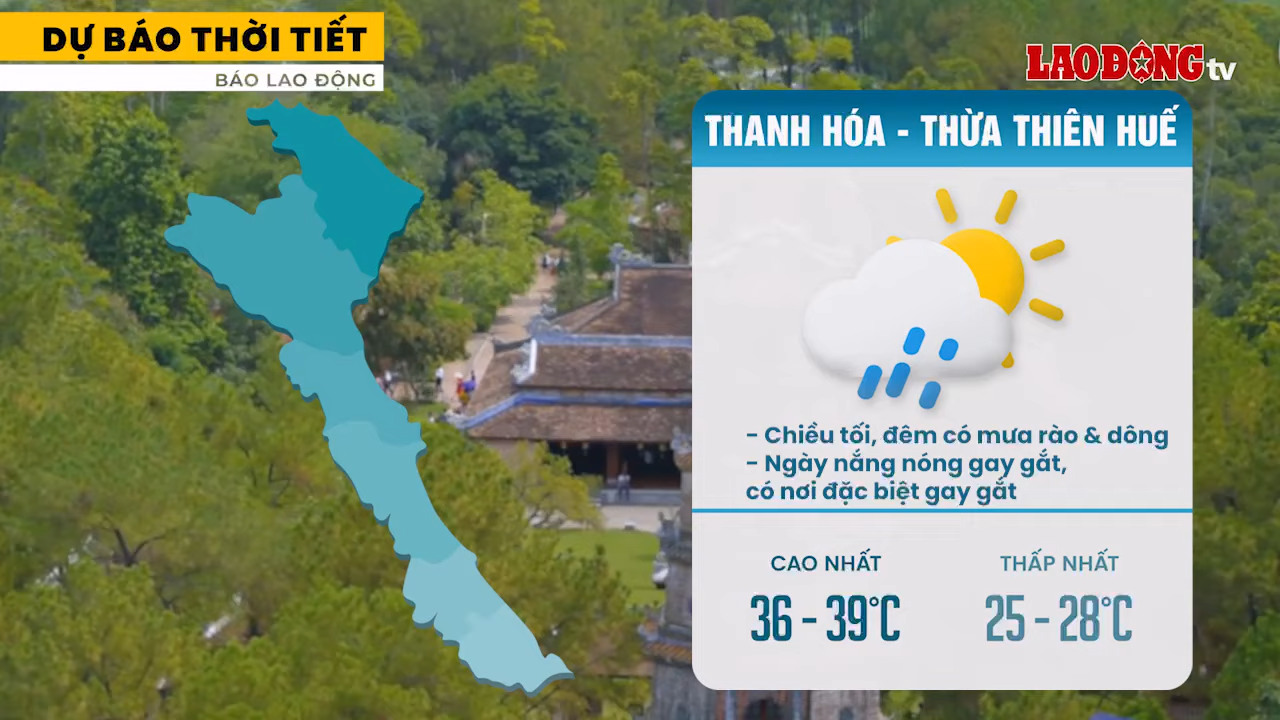 DỰ BÁO THỜI TIẾT
BÁO LAO ĐỘNG
LAO ĐỘNG tv
THANH HÓA - THỪA THIÊN HUẾ
- Chiều tối, đêm có mưa rào & dông
- Ngày nắng nóng gay gắt,
có nơi đặc biệt gay gắt
CAO NHẤT
THẤP NHẤT
36 - 39°C
25 - 28°C